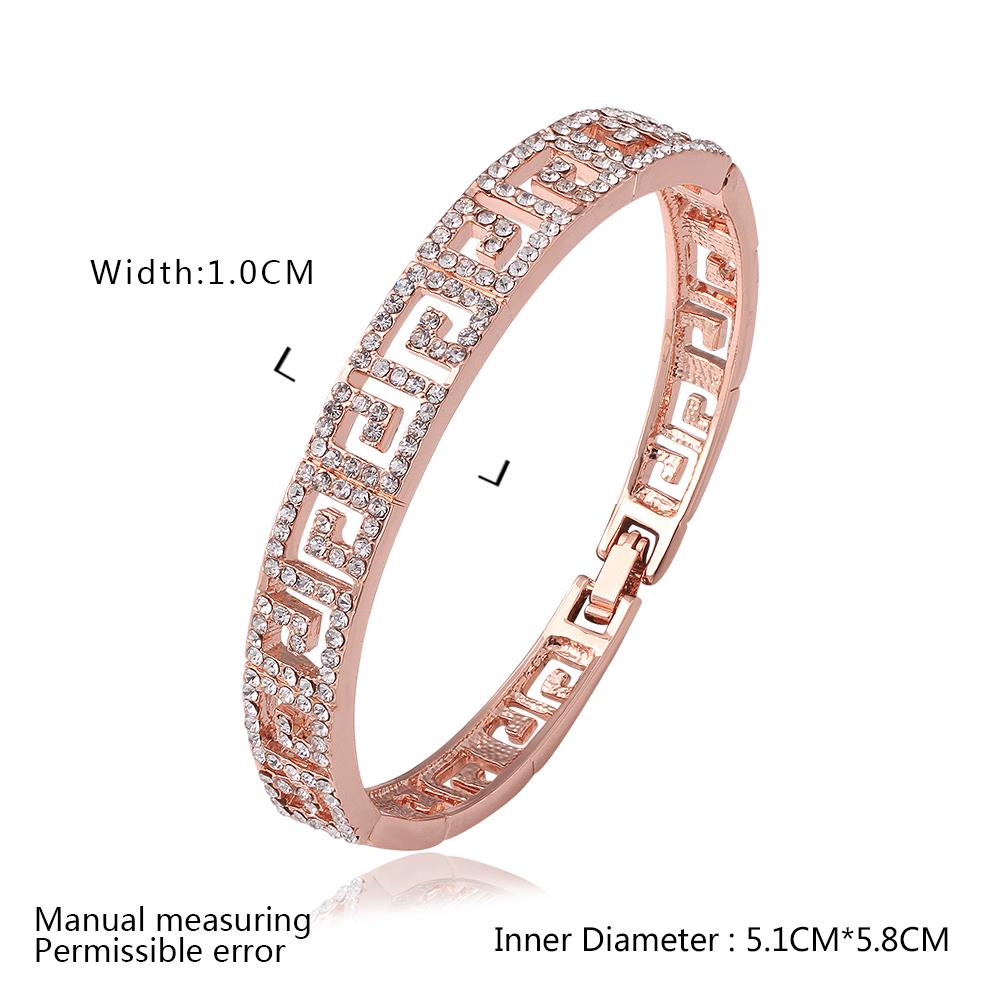 Width:1.0CM
Manual measuring
Permissible error
Inner Diameter : 5.1CM*5.8CM